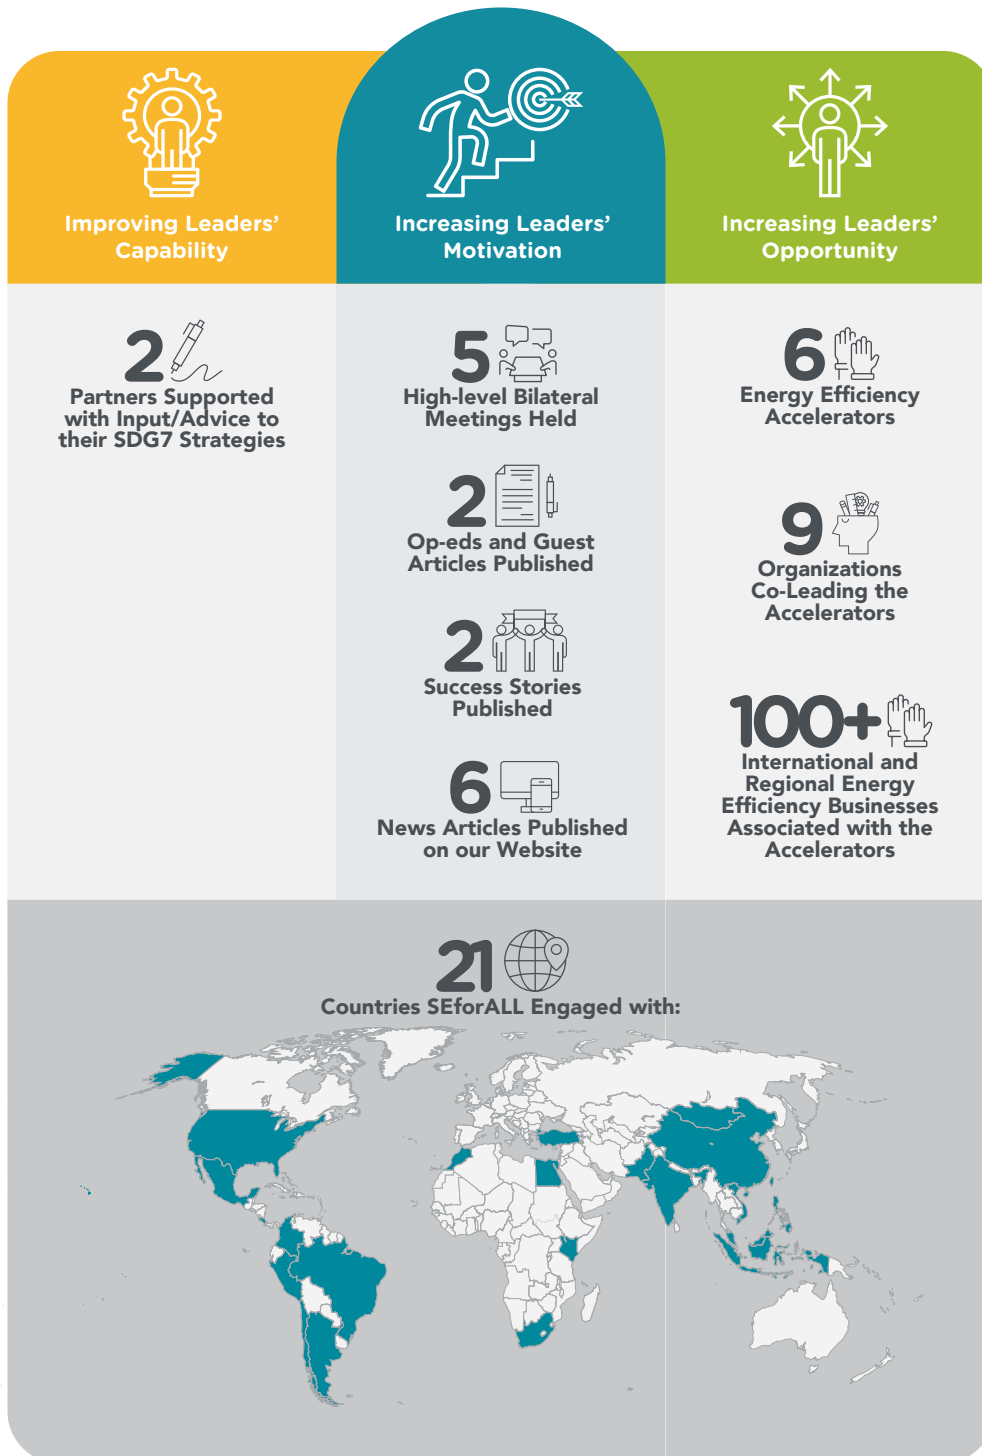 Improving Leaders’
Capability
Increasing Leaders’
Motivation
Increasing Leaders’
Opportunity
2
Partners Supported
with Input/Advice to
their SDG7 Strategies
5
High-level Bilateral
Meetings Held
2
Op-eds and Guest
Articles Published
2
Success Stories
Published
6
News Articles Published
on our Website
6
Energy Efficiency
Accelerators
9
Organizations
Co-Leading the
Accelerators
100+
International and
Regional Energy
Efficiency Businesses
Associated with the
Accelerators
21
Countries SEforALL Engaged with: